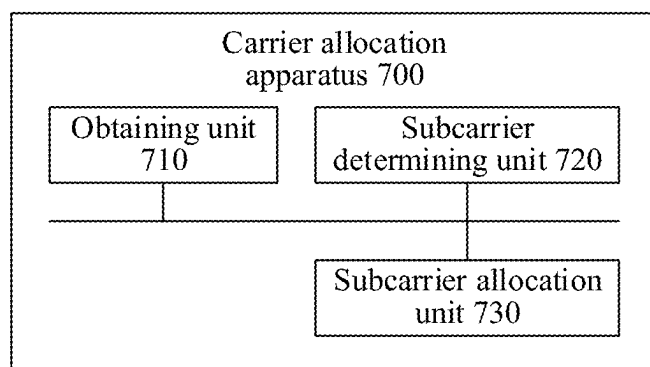 Carrier allocation
apparatus 700
Obtaining unit
710
Subcarrier
determining unit 720
Subcarrier allocation
unit 730